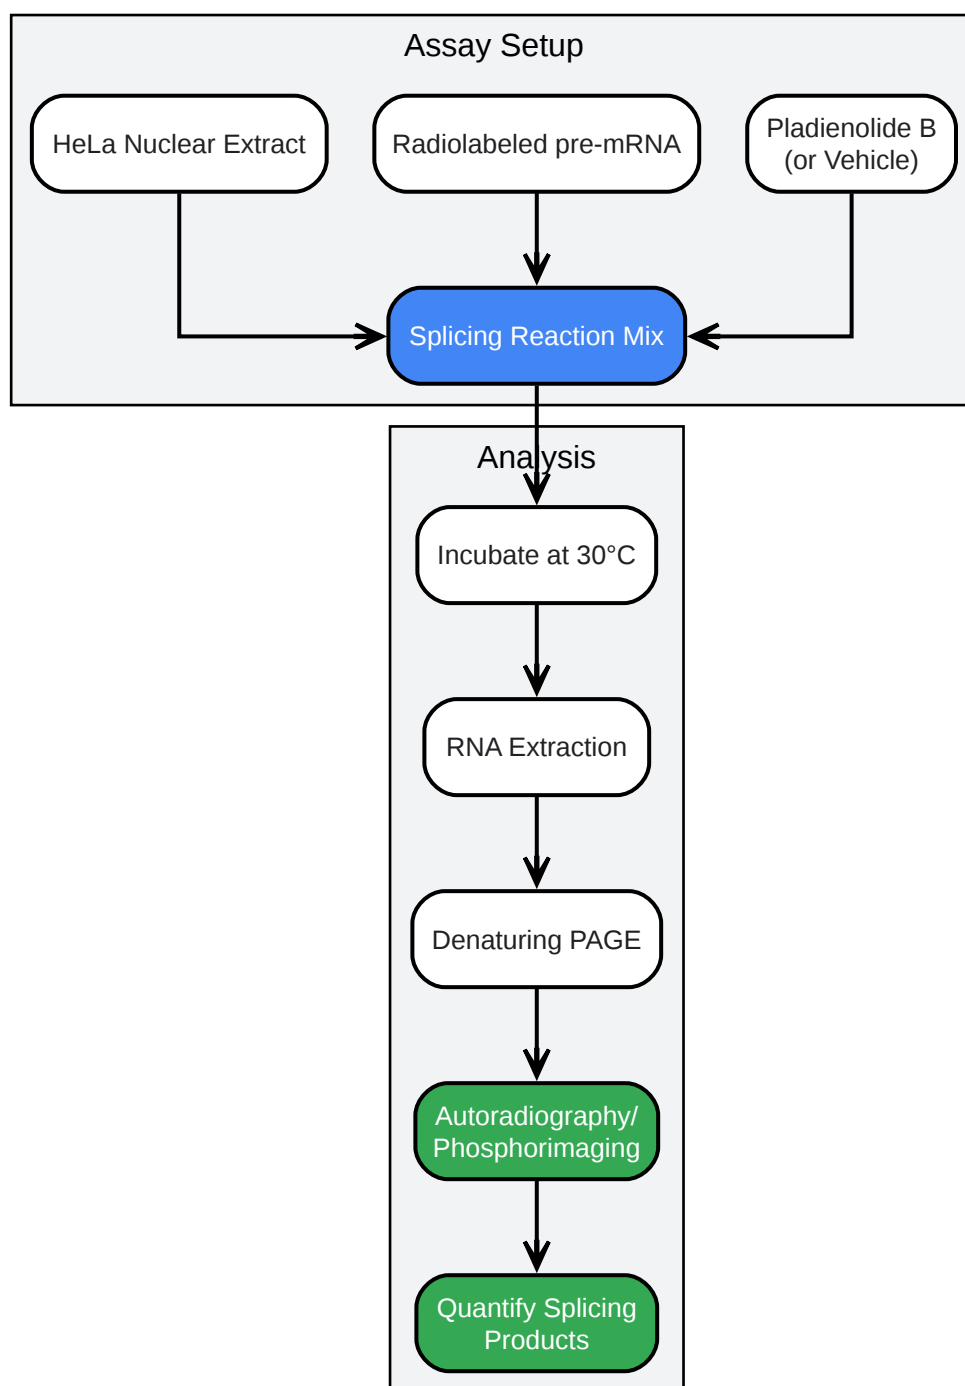 Assay Setup
HeLa Nuclear Extract
Radiolabeled pre-mRNA
Pladienolide B
(or Vehicle)
Splicing Reaction Mix
Analysis
Incubate at 30°C
RNA Extraction
Denaturing PAGE
Autoradiography/
Phosphorimaging
Quantify Splicing
Products